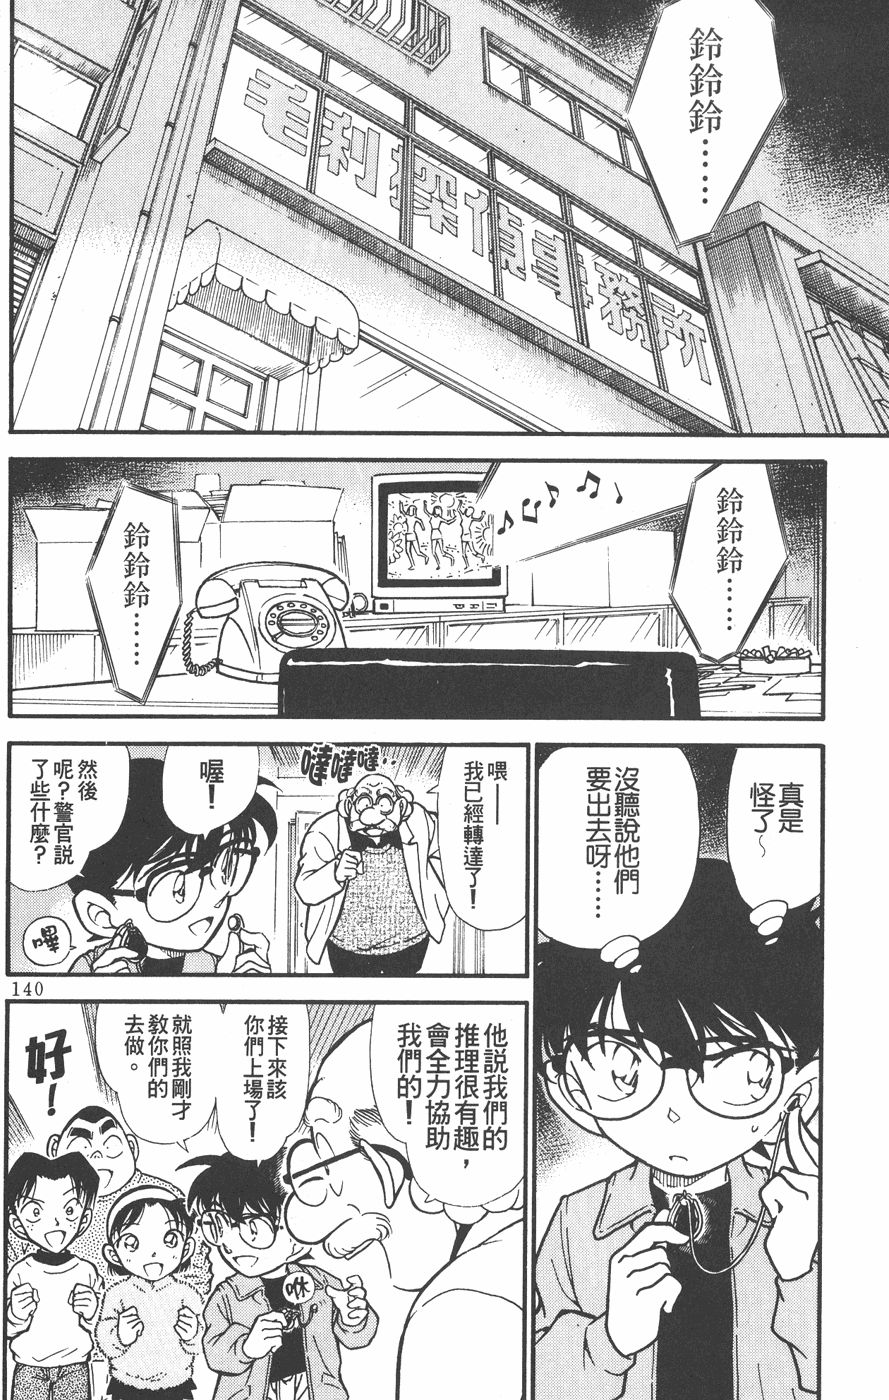 鈴鈴鈴……
毛利探偵事務所
鈴鈴鈴……
鈴鈴鈴……
真是
怪了~
沒聽說他們
要出去呀……
喂——
我已經轉達了！
噠噠噠‥
喔！
然後
呢？警官說
了些什麼？
嗶
140
他說我們的
推理很有趣，
會全力協助
我們的！
接下來該
你們上場了！
就照我剛才
教你們的
去做。
咻
好！